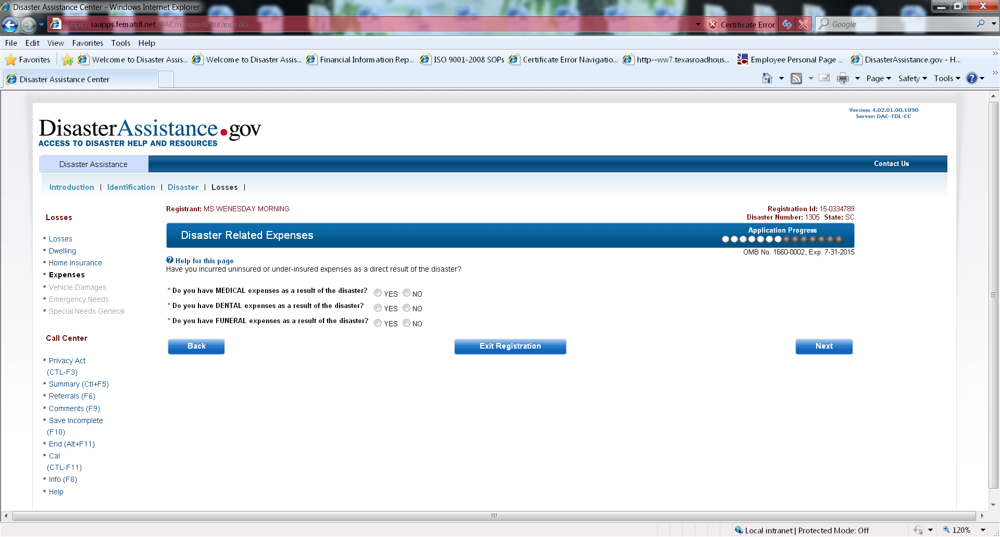 Disaster Assistance Center - Windows Internet Explorer
https://iaapps.fematdl.net/DAC/ri/homeInsurance.do
Certificate Error
Google
File Edit View Favorites Tools Help
Favorites Welcome to Disaster Assis... Welcome to Disaster Assis... Financial Information Rep... ISO 9001-2008 SOPs Certificate Error Navigatio... http--ww7.texasroadhous... Employee Personal Page ... DisasterAssistance.gov - H...
Disaster Assistance Center
Page Safety Tools
Version: 4.02.01.00.1090
Server: DAC-TDL-CC
DisasterAssistance.gov
ACCESS TO DISASTER HELP AND RESOURCES
Disaster Assistance
Contact Us
Introduction | Identification | Disaster | Losses |
Registrant: MS WENESDAY MORNING
Registration Id: 15-0334789
Disaster Number: 1305 State: SC
Losses
• Losses
• Dwelling
• Home Insurance
• Expenses
• Vehicle Damages
• Emergency Needs
• Special Needs General
Call Center
• Privacy Act
(CTL-F3)
• Summary (Ctl+F5)
• Referrals (F6)
• Comments (F9)
• Save Incomplete
(F10)
• End (Alt+F11)
• Cal
(CTL-F11)
• Info (F8)
• Help
Disaster Related Expenses
Application Progress
OMB No. 1660-0002, Exp. 7-31-2015
? Help for this page
Have you incurred uninsured or under-insured expenses as a direct result of the disaster?
* Do you have MEDICAL expenses as a result of the disaster? YES NO
* Do you have DENTAL expenses as a result of the disaster? YES NO
* Do you have FUNERAL expenses as a result of the disaster? YES NO
Back
Exit Registration
Next
Local intranet | Protected Mode: Off
120%